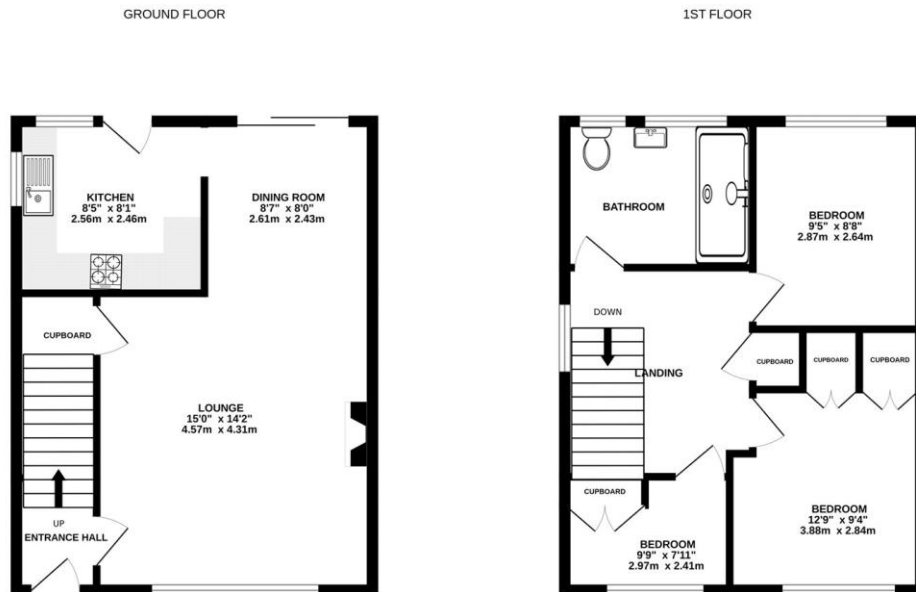 GROUND FLOOR
1ST FLOOR
KITCHEN
8'5" x 8'1"
2.56m x 2.46m
DINING ROOM
8'7" x 8'0"
2.61m x 2.43m
CUPBOARD
LOUNGE
15'0" x 14'2"
4.57m x 4.31m
UP
ENTRANCE HALL
BATHROOM
BEDROOM
9'5" x 8'8"
2.87m x 2.64m
DOWN
LANDING
CUPBOARD
CUPBOARD
CUPBOARD
CUPBOARD
BEDROOM
9'9" x 7'11"
2.97m x 2.41m
BEDROOM
12'9" x 9'4"
3.88m x 2.84m